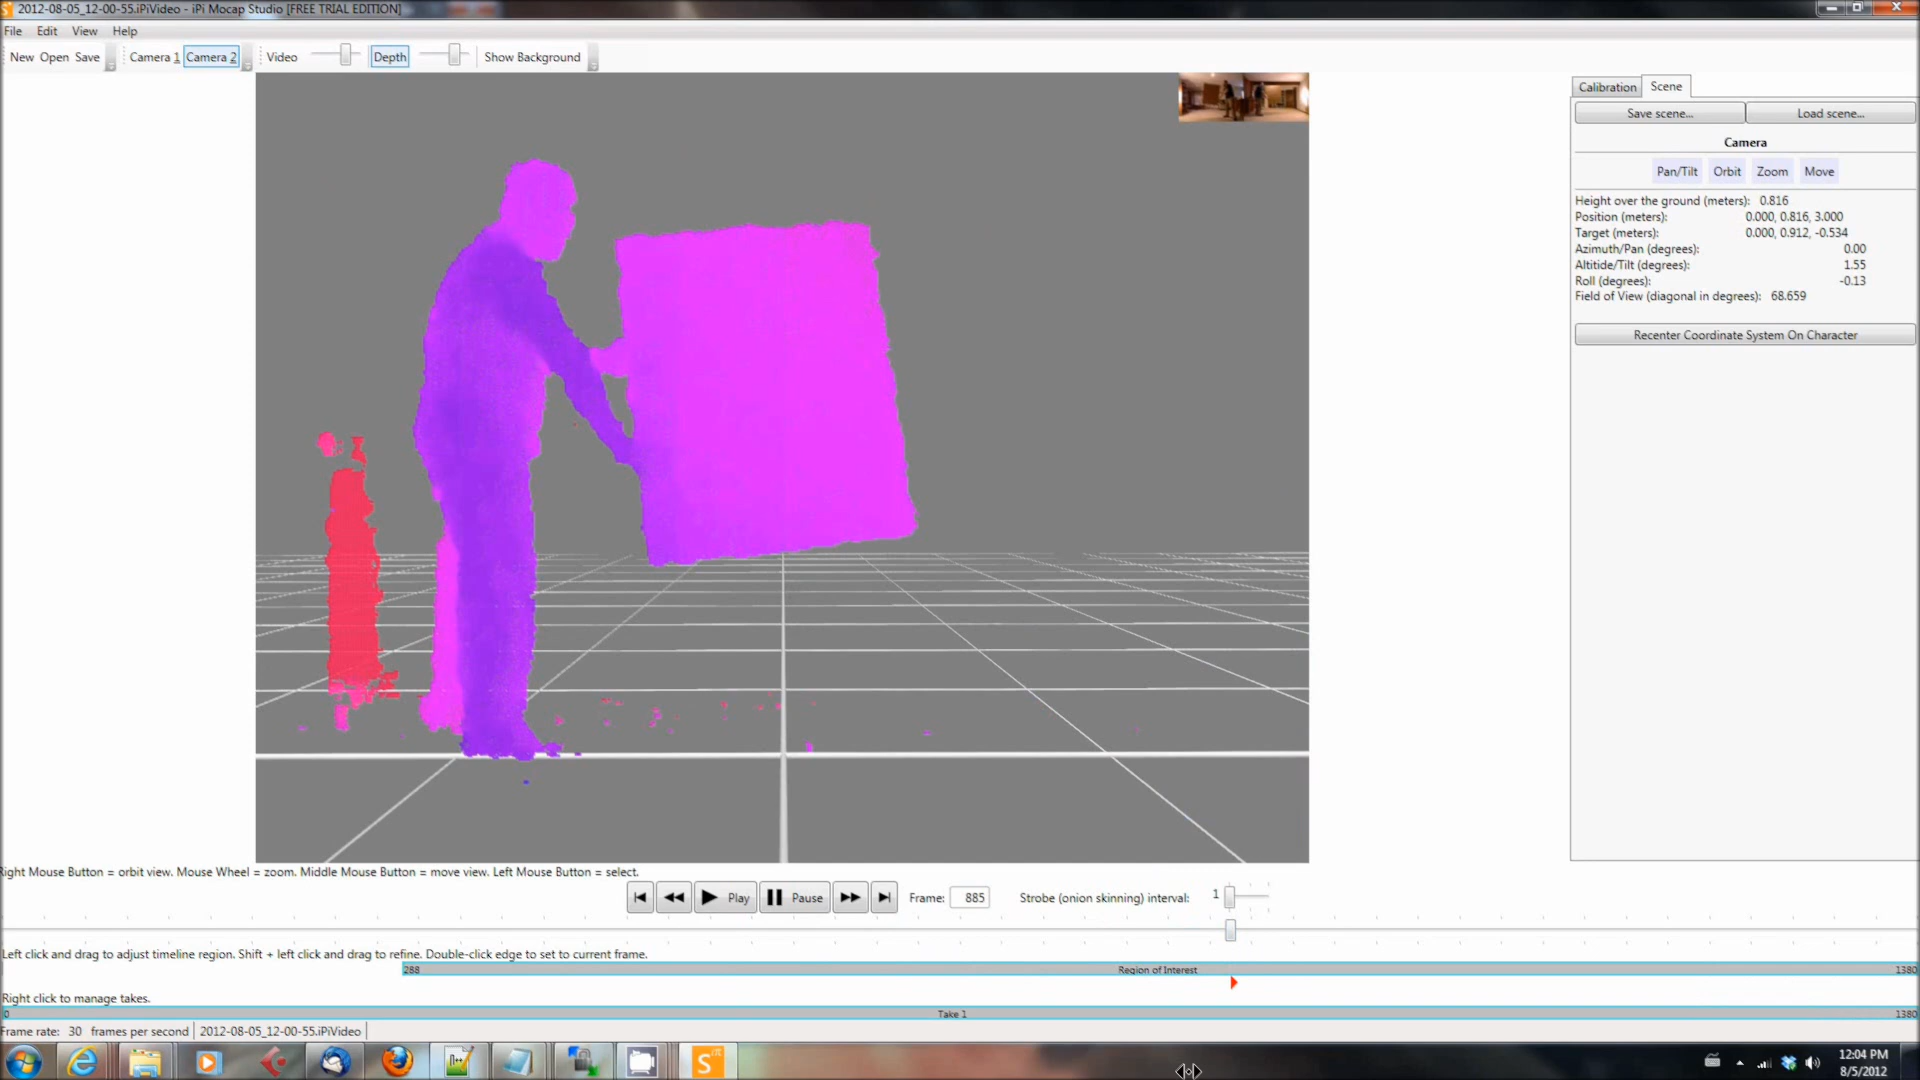 2012-08-05_12-00-55.iPiVideo - iPi Mocap Studio [FREE TRIAL EDITION]
File Edit View Help
New Open Save Camera 1 Camera 2 Video Depth Show Background
Calibration Scene
Save scene... Load scene...
Camera
Pan/Tilt Orbit Zoom Move
Height over the ground (meters): 0.816
Position (meters): 0.000, 0.816, 3.000
Target (meters): 0.000, 0.912, -0.534
Azimuth/Pan (degrees): 0.00
Altitide/Tilt (degrees): 1.55
Roll (degrees): -0.13
Field of View (diagonal in degrees): 68.659
Recenter Coordinate System On Character
Right Mouse Button = orbit view. Mouse Wheel = zoom. Middle Mouse Button = move view. Left Mouse Button = select.
Play Pause Frame: 885 Strobe (onion skinning) interval: 1
Left click and drag to adjust timeline region. Shift + left click and drag to refine. Double-click edge to set to current frame.
288 Region of Interest 1380
Right click to manage takes.
0 Take 1 1380
Frame rate: 30 frames per second 2012-08-05_12-00-55.iPiVideo
12:04 PM
8/5/2012